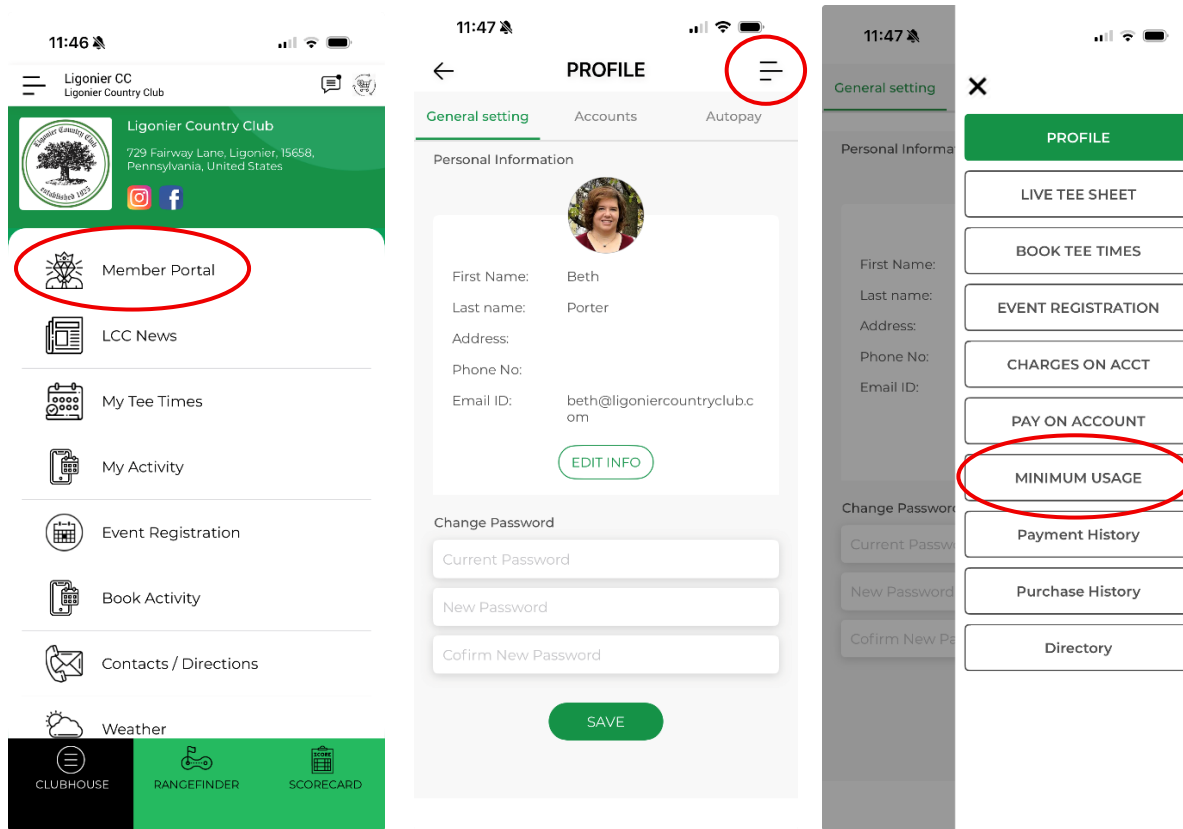 11:46
Ligonier CC
Ligonier Country Club
Ligonier Country Club
729 Fairway Lane, Ligonier, 15658,
Pennsylvania, United States
Ligonier Country Club
established 1925
Member Portal
LCC News
My Tee Times
My Activity
Event Registration
Book Activity
Contacts / Directions
Weather
CLUBHOUSE
RANGEFINDER
SCORE
SCORECARD
11:47
PROFILE
General setting
Accounts
Autopay
Personal Information
First Name: Beth
Last name: Porter
Address:
Phone No:
Email ID: beth@ligoniercountryclub.c
om
EDIT INFO
Change Password
Current Password
New Password
Cofirm New Password
SAVE
11:47
General setting
Personal Informa
First Name:
Last name:
Address:
Phone No:
Email ID:
Change Passwor
Current Passw
New Password
Cofirm New Pa
PROFILE
LIVE TEE SHEET
BOOK TEE TIMES
EVENT REGISTRATION
CHARGES ON ACCT
PAY ON ACCOUNT
MINIMUM USAGE
Payment History
Purchase History
Directory